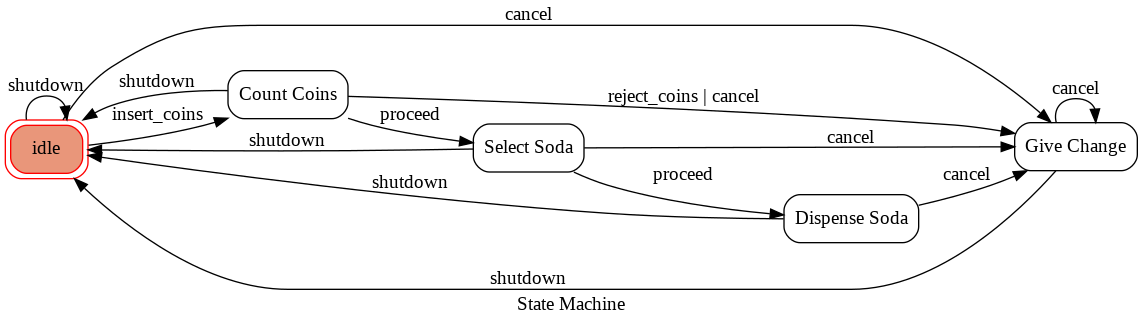 cancel
shutdown
shutdown
Count Coins
reject_coins | cancel
cancel
insert_coins
proceed
idle
shutdown
Select Soda
cancel
Give Change
shutdown
proceed
cancel
Dispense Soda
shutdown
State Machine